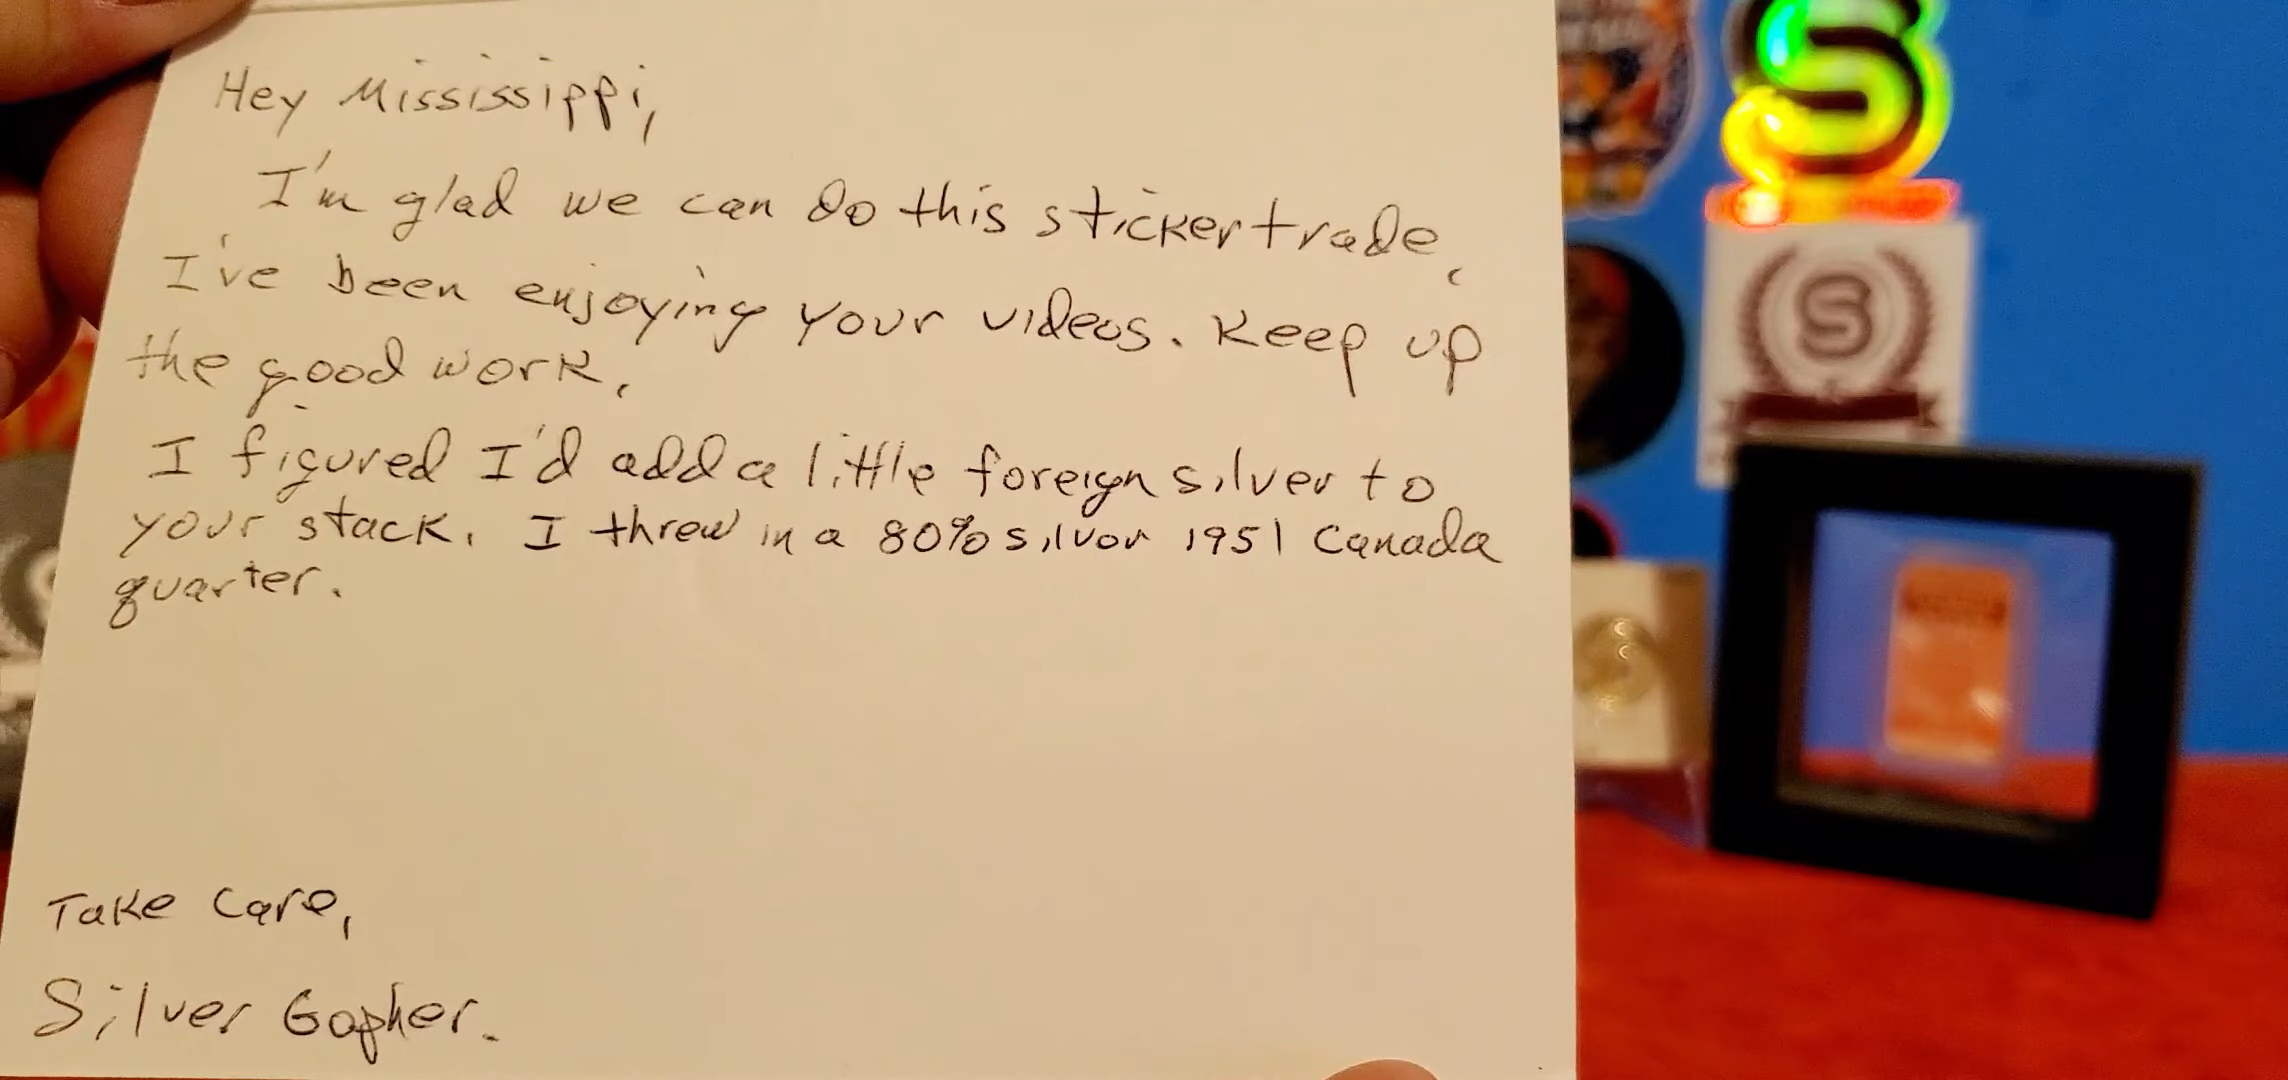 Hey Mississippi,
I'm glad we can do this sticker trade.
I've been enjoying your videos. Keep up
the good work.
I figured I'd add a little foreign silver to
your stack. I threw in a 80% silver 1951 Canada
quarter.
Take Care,
Silver Gopher.
S
S